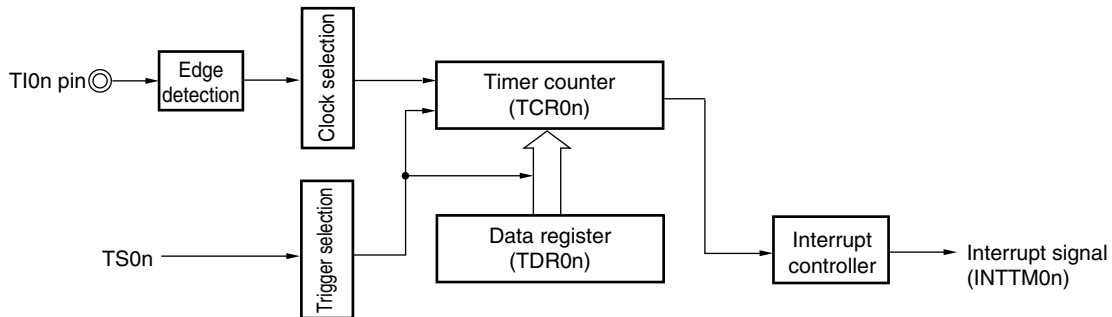 TI0n pin
Edge
detection
Clock selection
Timer counter
(TCR0n)
TS0n
Trigger selection
Data register
(TDR0n)
Interrupt
controller
Interrupt signal
(INTTM0n)